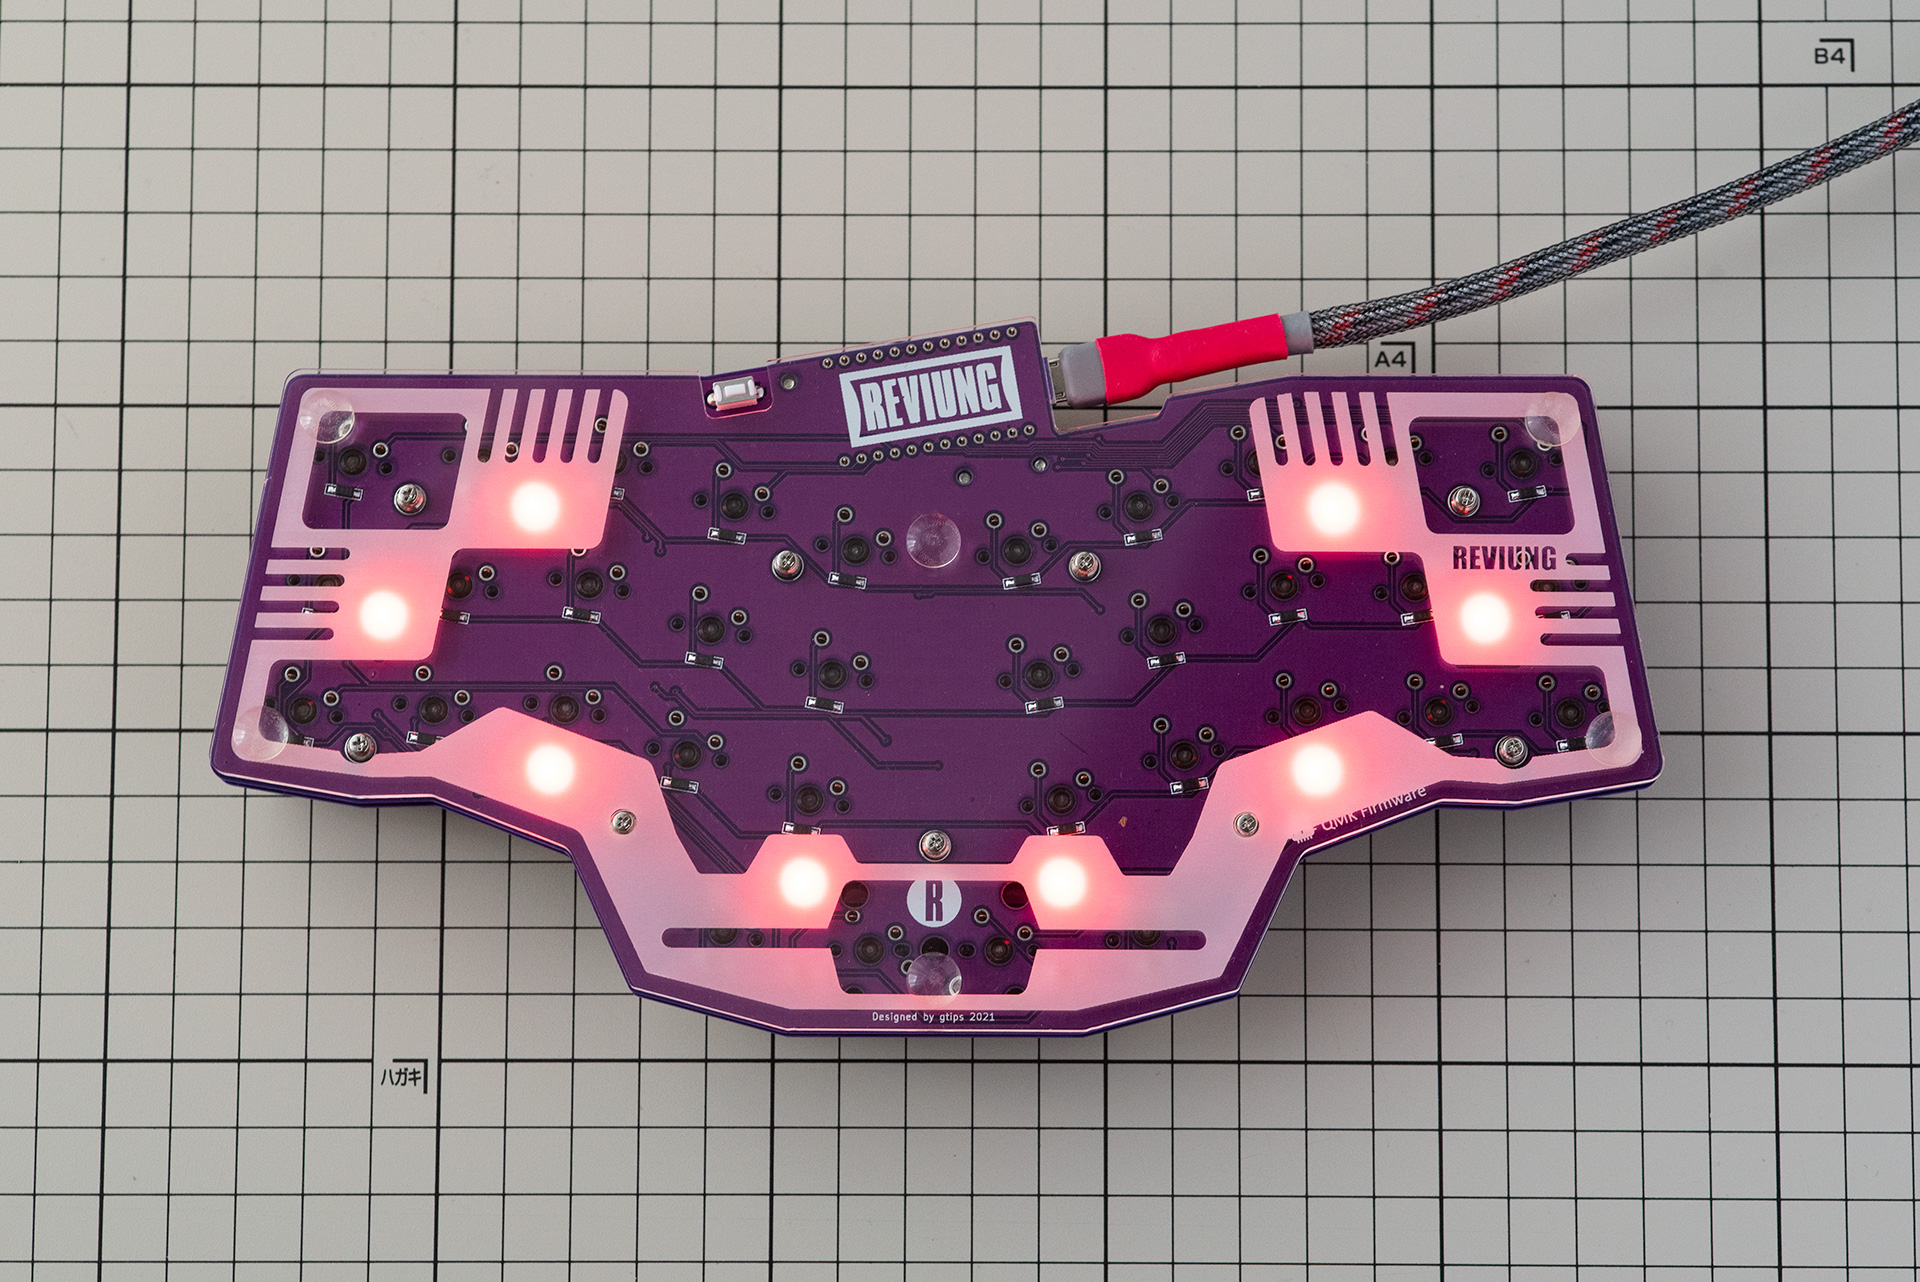 B4
A4
REVIUNG
REVIUNG
QMK Firmware
R
Designed by gtips 2021
ハガキ